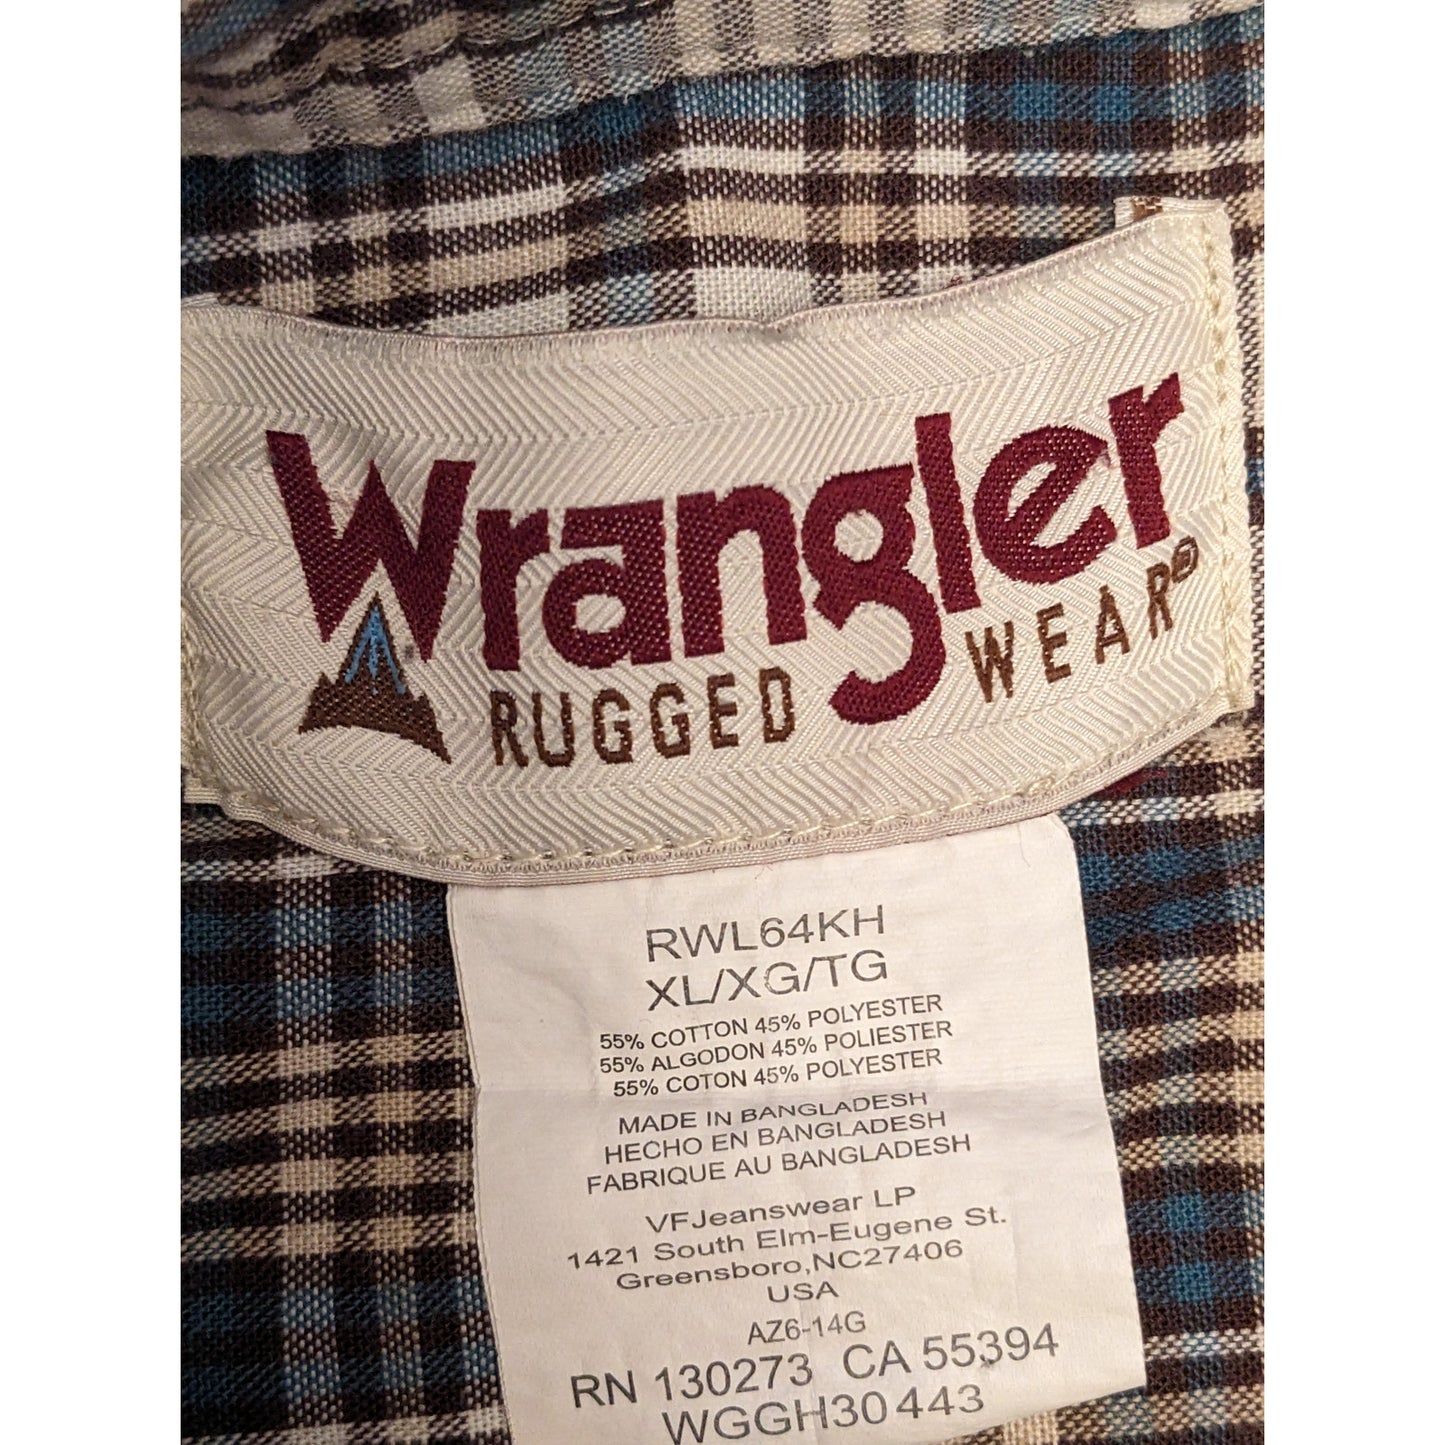 Wrangler
RUGGED WEAR®
RWL64KH
XL/XG/TG
55% COTTON 45% POLYESTER
55% ALGODON 45% POLIESTER
55% COTON 45% POLYESTER
MADE IN BANGLADESH
HECHO EN BANGLADESH
FABRIQUE AU BANGLADESH
VFJeanswear LP
1421 South Elm-Eugene St.
Greensboro,NC27406
USA
AZ6-14G
RN 130273 CA 55394
WGGH30443